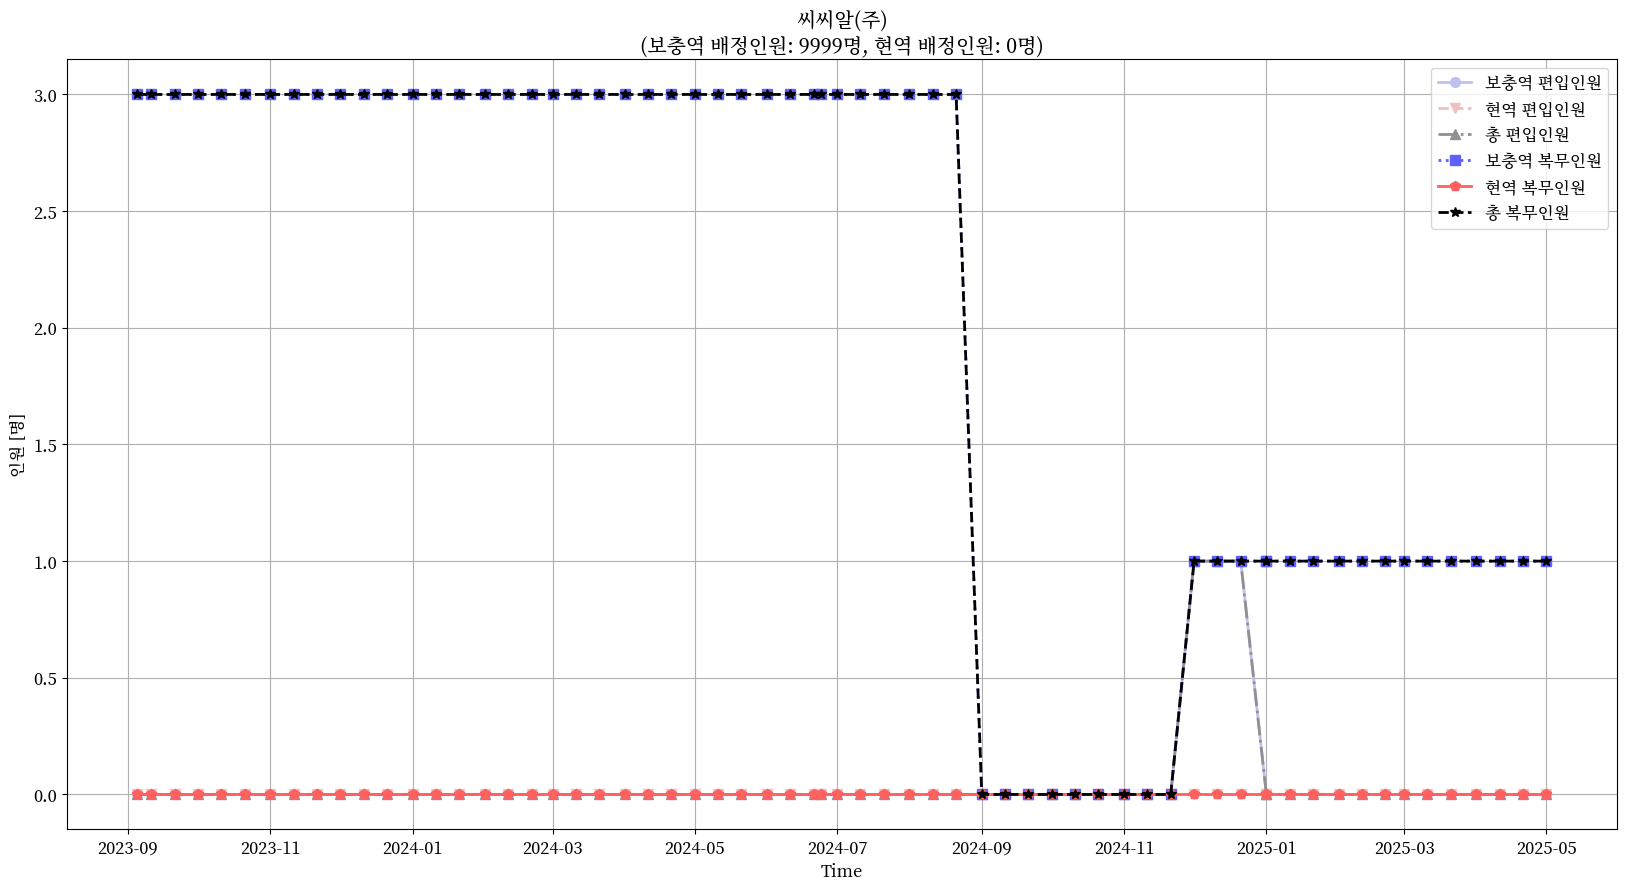 씨씨알(주)
(보충역 배정인원: 9999명, 현역 배정인원: 0명)
보충역 편입인원
현역 편입인원
총 편입인원
보충역 복무인원
현역 복무인원
총 복무인원
인원 [명]
3.0
2.5
2.0
1.5
1.0
0.5
0.0
2023-09 2023-11 2024-01 2024-03 2024-05 2024-07 2024-09 2024-11 2025-01 2025-03 2025-05
Time